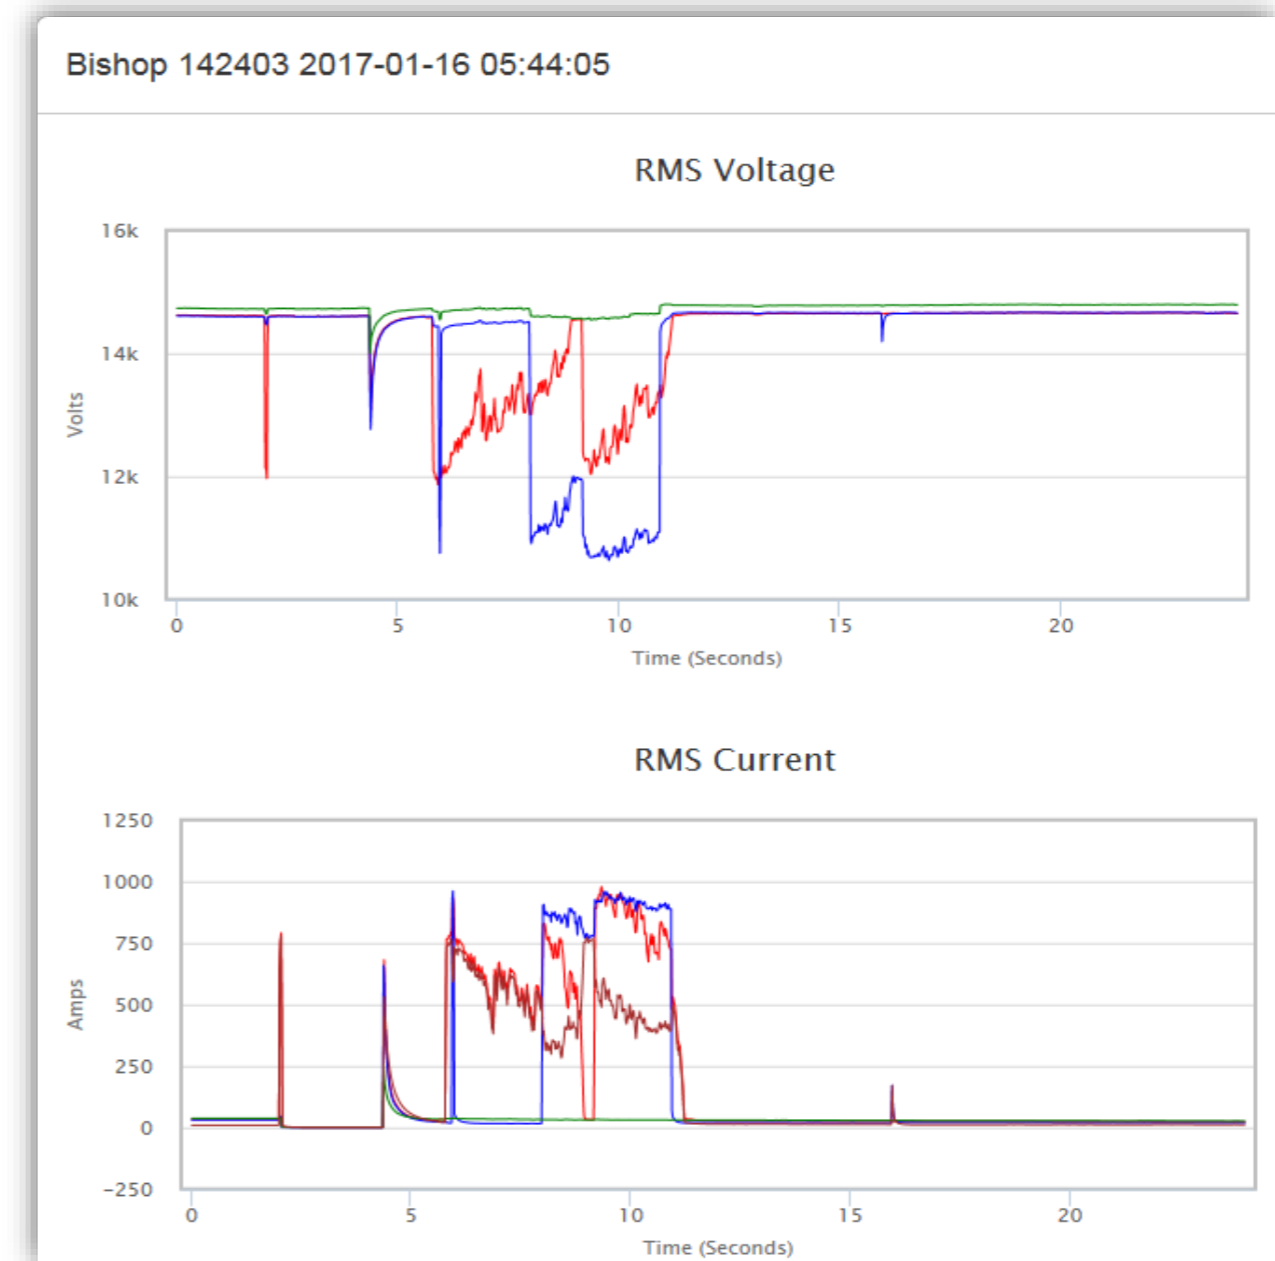 Bishop 142403 2017-01-16 05:44:05
RMS Voltage
16k
14k
12k
10k
Volts
0 5 10 15 20
Time (Seconds)
RMS Current
1250
1000
750
500
250
0
−250
Amps
0 5 10 15 20
Time (Seconds)